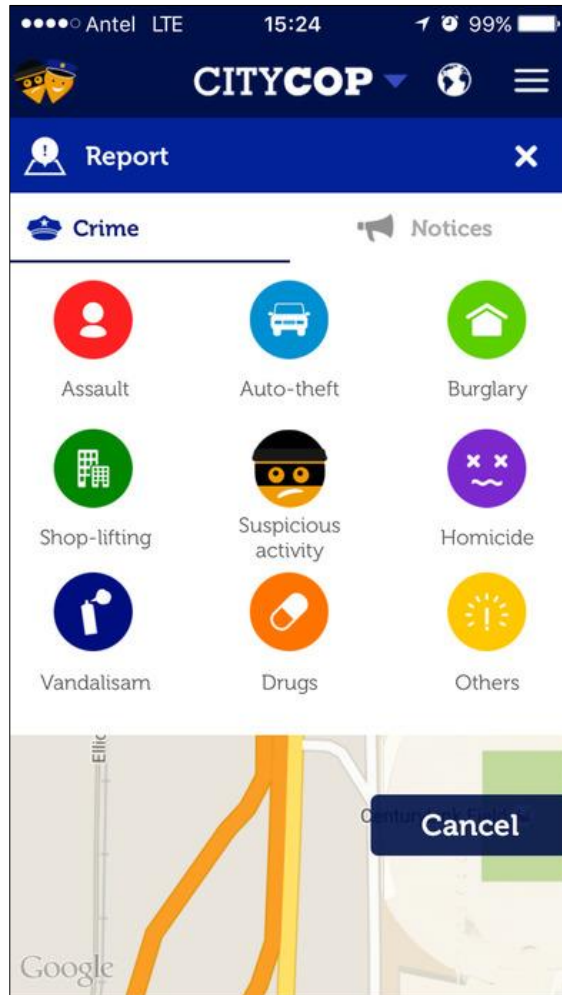 Antel LTE 15:24 99%
CITYCOP
Report
Crime Notices
Assault Auto-theft Burglary
Shop-lifting Suspicious activity Homicide
Vandalisam Drugs Others
Ellic
Cancel
Google